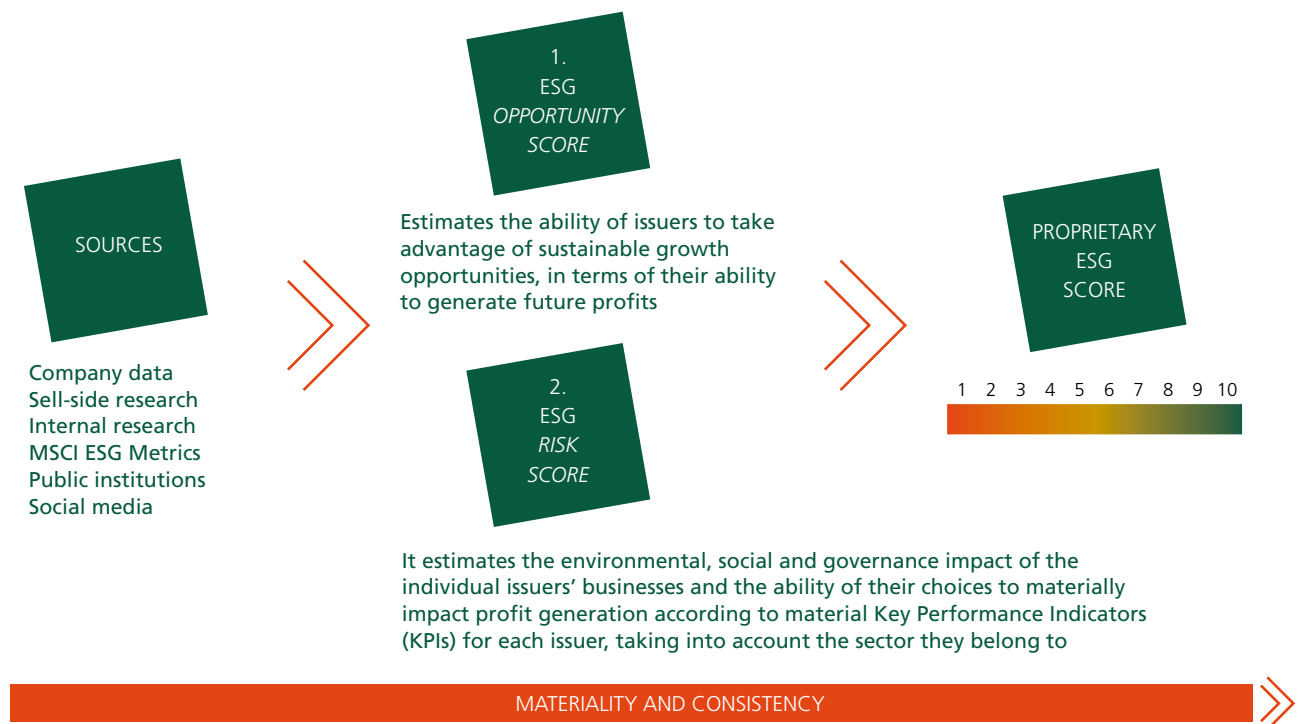 SOURCES
Company data
Sell-side research
Internal research
MSCI ESG Metrics
Public institutions
Social media
1.
ESG
OPPORTUNITY
SCORE
Estimates the ability of issuers to take
advantage of sustainable growth
opportunities, in terms of their ability
to generate future profits
2.
ESG
RISK
SCORE
It estimates the environmental, social and governance impact of the
individual issuers’ businesses and the ability of their choices to materially
impact profit generation according to material Key Performance Indicators
(KPIs) for each issuer, taking into account the sector they belong to
PROPRIETARY
ESG
SCORE
1 2 3 4 5 6 7 8 9 10
MATERIALITY AND CONSISTENCY